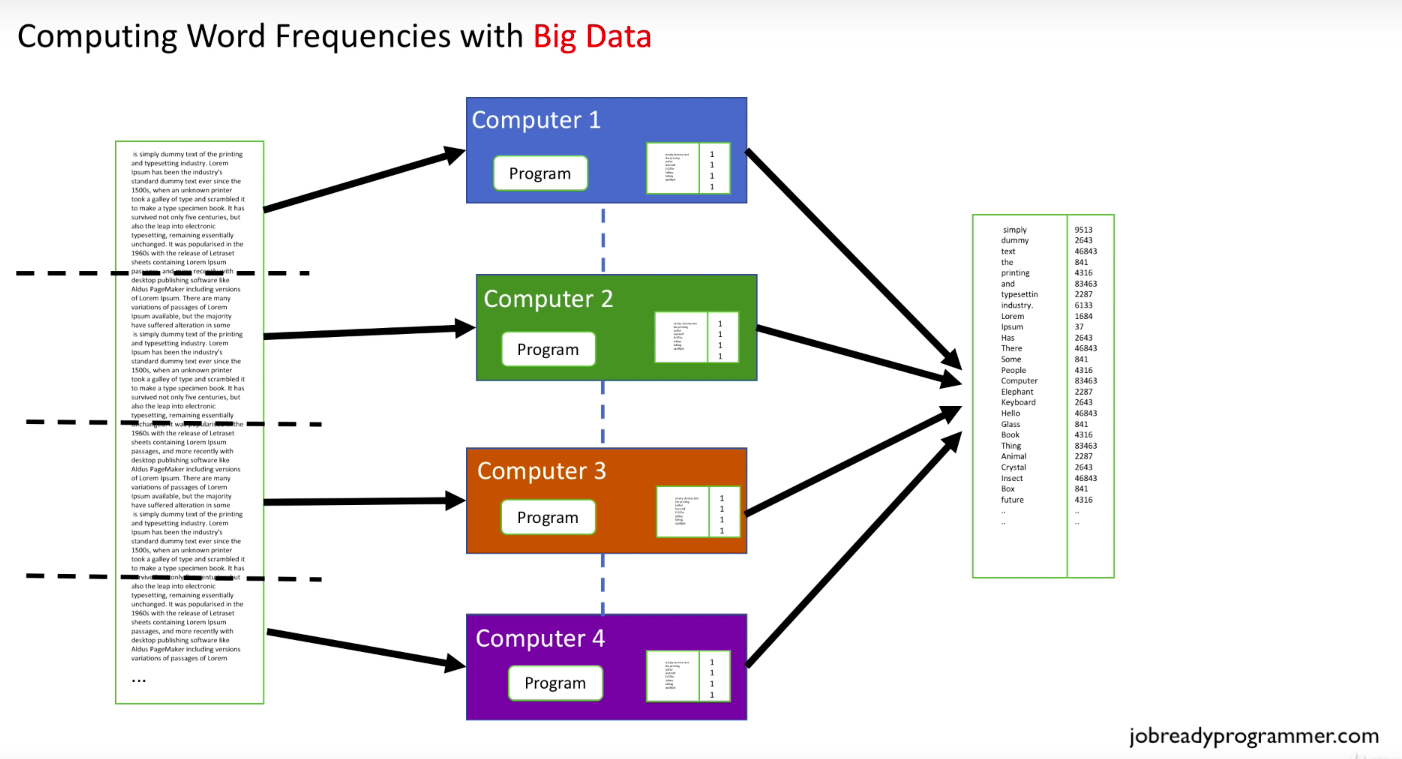 Computing Word Frequencies with Big Data
is simply dummy text of the printing
and typesetting industry. Lorem
Ipsum has been the industry's
standard dummy text ever since the
1500s, when an unknown printer
took a galley of type and scrambled it
to make a type specimen book. It has
survived not only five centuries, but
also the leap into electronic
typesetting, remaining essentially
unchanged. It was popularised in the
1960s with the release of Letraset
sheets containing Lorem Ipsum
and with
desktop publishing software like
Aldus PageMaker including versions
of Lorem Ipsum. There are many
variations of passages of Lorem
Ipsum available, but the majority
have suffered alteration in some
is simply dummy text of the printing
and typesetting industry. Lorem
Ipsum has been the industry's
standard dummy text ever since the
1500s, when an unknown printer
took a galley of type and scrambled it
to make a type specimen book. It has
survived not only five centuries, but
also the leap into electronic
typesetting, remaining essentially
the
1960s with the release of Letraset
sheets containing Lorem Ipsum
passages, and more recently with
desktop publishing software like
Aldus PageMaker including versions
of Lorem Ipsum. There are many
variations of passages of Lorem
Ipsum available, but the majority
have suffered alteration in some
is simply dummy text of the printing
and typesetting industry. Lorem
Ipsum has been the industry's
standard dummy text ever since the
1500s, when an unknown printer
took a galley of type and scrambled it
to make a type specimen book. It has
only
also the leap into electronic
typesetting, remaining essentially
unchanged. It was popularised in the
1960s with the release of Letraset
sheets containing Lorem Ipsum
passages, and more recently with
desktop publishing software like
Aldus PageMaker including versions
variations of passages of Lorem
...
Computer 1
Program
1
1
1
1
Computer 2
Program
1
1
1
1
Computer 3
Program
1
1
1
1
Computer 4
Program
1
1
1
1
simply 9513
dummy 2643
text 46843
the 841
printing 4316
and 83463
typesettin 2287
industry. 6133
Lorem 1684
Ipsum 37
Has 2643
There 46843
Some 841
People 4316
Computer 83463
Elephant 2287
Keyboard 2643
Hello 46843
Glass 841
Book 4316
Thing 83463
Animal 2287
Crystal 2643
Insect 46843
Box 841
future 4316
.. ..
.. ..
jobreadyprogrammer.com